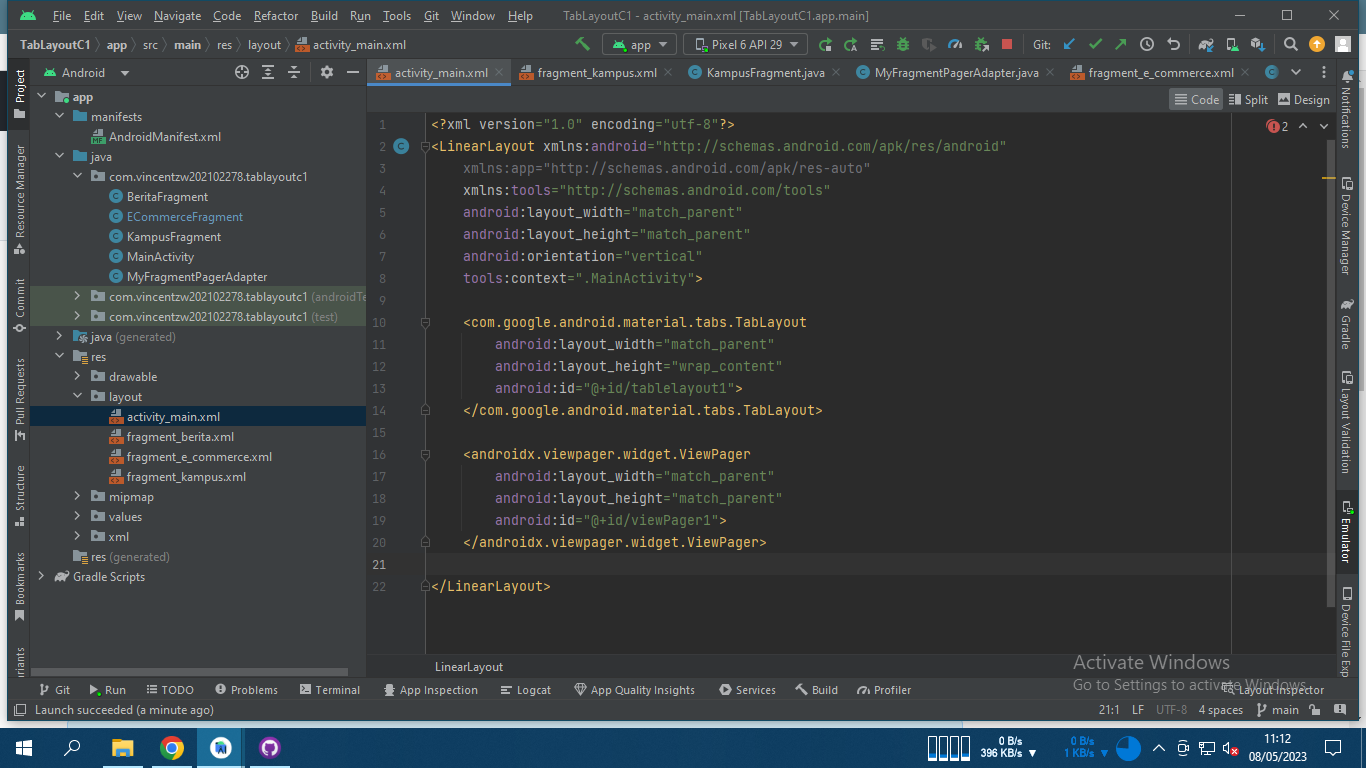 File Edit View Navigate Code Refactor Build Run Tools Git Window Help TabLayoutC1 - activity_main.xml [TabLayoutC1.app.main]
TabLayoutC1 app src main res layout activity_main.xml app Pixel 6 API 29 Git:
Android activity_main.xml fragment_kampus.xml KampusFragment.java MyFragmentPagerAdapter.java fragment_e_commerce.xml
Code Split Design
Project
Resource Manager
Commit
Pull Requests
Structure
Bookmarks
app
manifests
AndroidManifest.xml
java
com.vincentzw202102278.tablayoutc1
BeritaFragment
ECommerceFragment
KampusFragment
MainActivity
MyFragmentPagerAdapter
com.vincentzw202102278.tablayoutc1 (androidTe
com.vincentzw202102278.tablayoutc1 (test)
java (generated)
res
drawable
layout
activity_main.xml
fragment_berita.xml
fragment_e_commerce.xml
fragment_kampus.xml
mipmap
values
xml
res (generated)
Gradle Scripts
1 <?xml version="1.0" encoding="utf-8"?>
2 <LinearLayout xmlns:android="http://schemas.android.com/apk/res/android"
3 xmlns:app="http://schemas.android.com/apk/res-auto"
4 xmlns:tools="http://schemas.android.com/tools"
5 android:layout_width="match_parent"
6 android:layout_height="match_parent"
7 android:orientation="vertical"
8 tools:context=".MainActivity">
9
10 <com.google.android.material.tabs.TabLayout
11 android:layout_width="match_parent"
12 android:layout_height="wrap_content"
13 android:id="@+id/tablelayout1">
14 </com.google.android.material.tabs.TabLayout>
15
16 <androidx.viewpager.widget.ViewPager
17 android:layout_width="match_parent"
18 android:layout_height="match_parent"
19 android:id="@+id/viewPager1">
20 </androidx.viewpager.widget.ViewPager>
21
22 </LinearLayout>
2
LinearLayout
Notifications
Device Manager
Gradle
Layout Validation
Emulator
Device File Exp
Activate Windows
Go to Settings to activate Windows.
Git Run TODO Problems Terminal App Inspection Logcat App Quality Insights Services Build Profiler Layout Inspector
Launch succeeded (a minute ago) 21:1 LF UTF-8 4 spaces main
0 B/s
396 KB/s
0 B/s
1 KB/s
11:12
08/05/2023